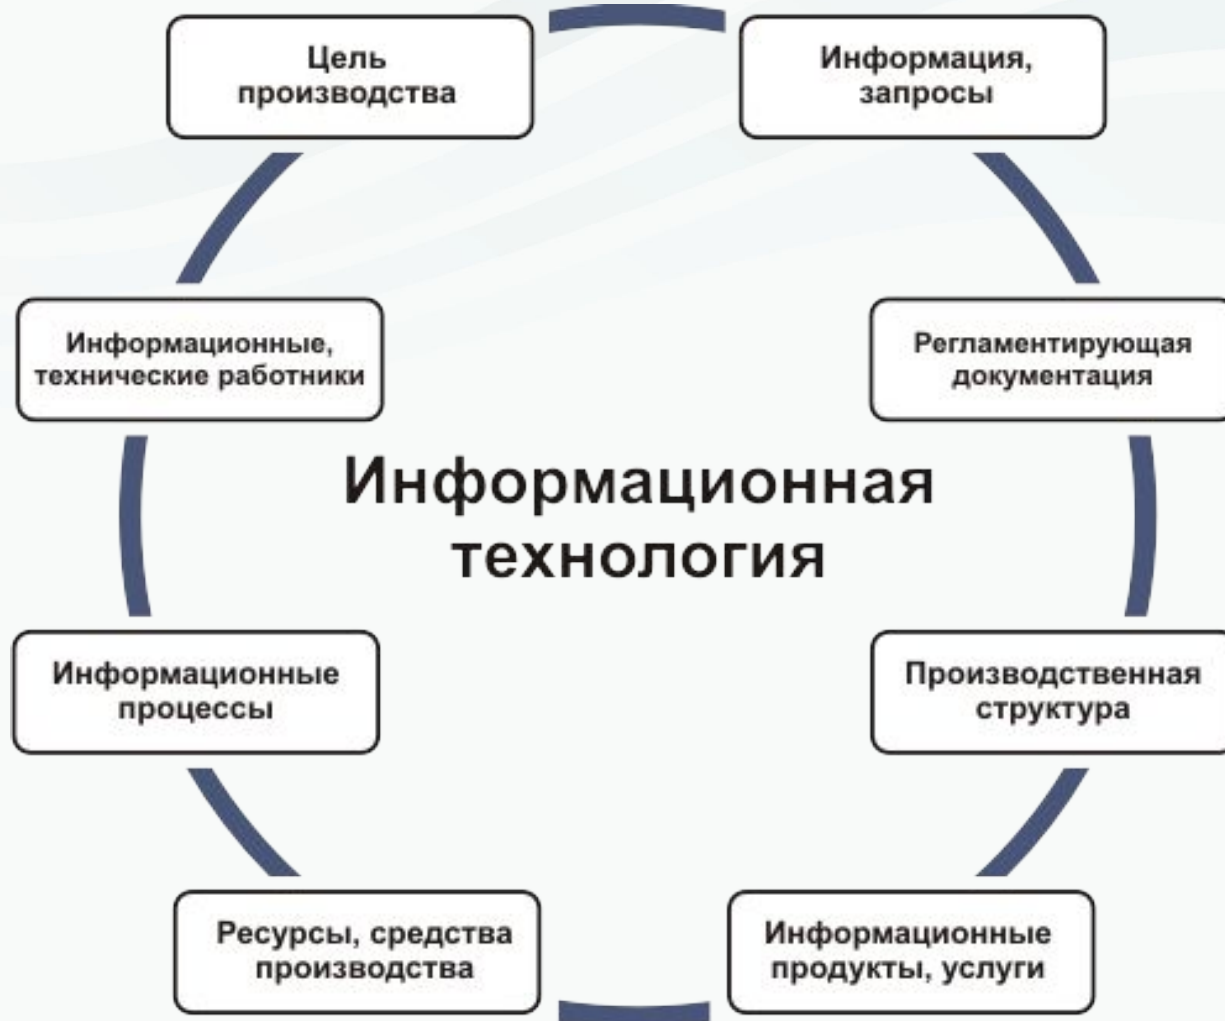 Цель
производства
Информация,
запросы
Информационные,
технические работники
Регламентирующая
документация
Информационная
технология
Информационные
процессы
Производственная
структура
Ресурсы, средства
производства
Информационные
продукты, услуги